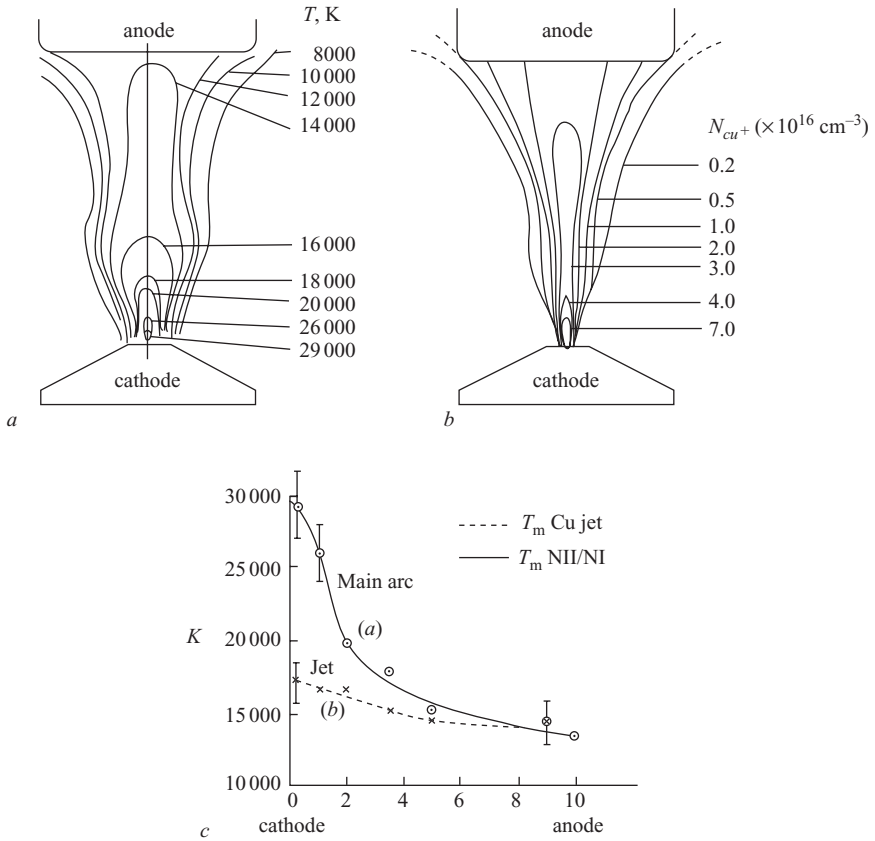 T, K
anode
8000
10 000
12 000
14 000
16 000
18 000
20 000
26 000
29 000
cathode
a
anode
N_cu+ (×10^16 cm^–3)
0.2
0.5
1.0
2.0
3.0
4.0
7.0
cathode
b
30 000
25 000
20 000
15 000
10 000
K
T_m Cu jet
T_m NII/NI
Main arc
(a)
Jet
(b)
0 2 4 6 8 10
cathode anode
c